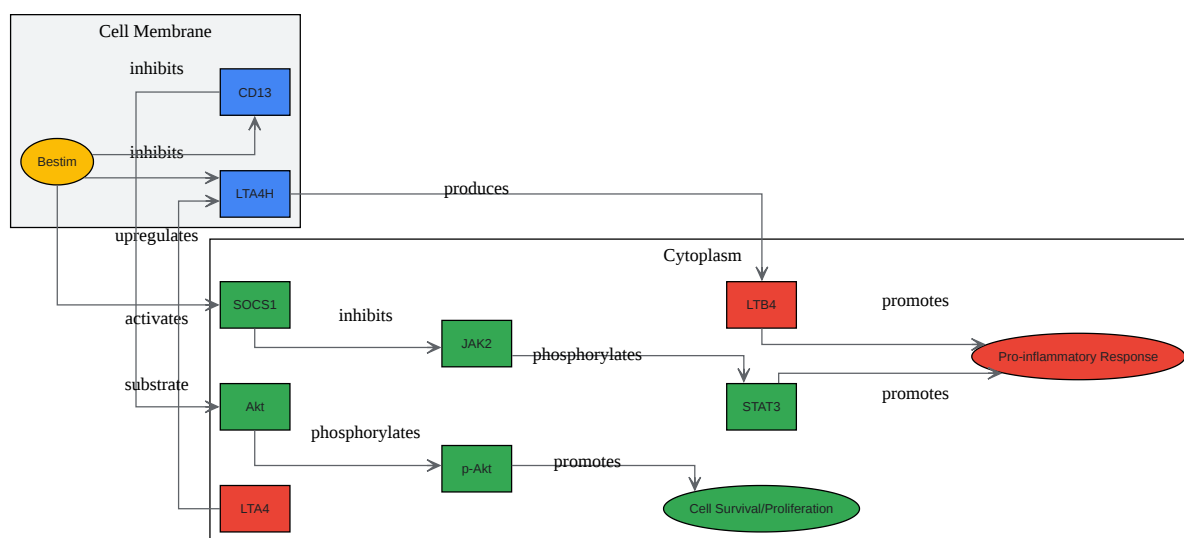 Cell Membrane
inhibits
CD13
inhibits
Bestim
LTA4H
produces
upregulates
Cytoplasm
SOCS1
LTB4
promotes
activates
inhibits
JAK2
phosphorylates
Pro-inflammatory Response
substrate
Akt
STAT3
promotes
phosphorylates
p-Akt
promotes
LTA4
Cell Survival/Proliferation